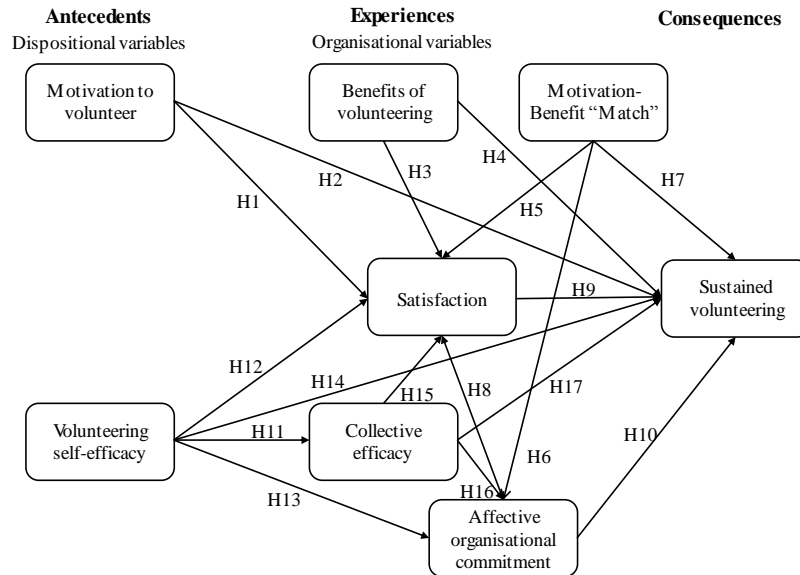 Antecedents
Experiences
Consequences
Dispositional variables
Organisational variables
Motivation to
volunteer
Benefits of
volunteering
Motivation-
Benefit “Match”
H1
H2
H3
H4
H5
H7
Satisfaction
H9
Sustained
volunteering
H12
H14
H15
H8
H17
Volunteering
self-efficacy
H11
Collective
efficacy
H13
H16
H6
H10
Affective
organisational
commitment